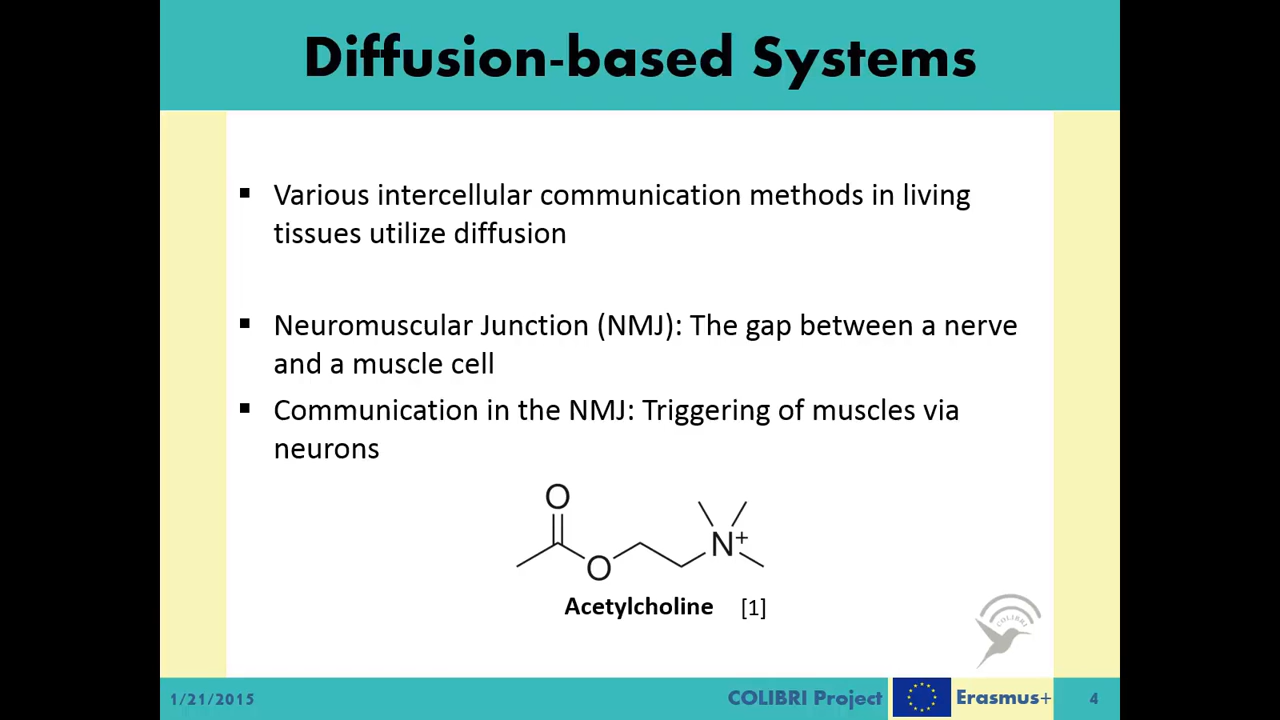 Diffusion-based Systems
▪ Various intercellular communication methods in living
tissues utilize diffusion
▪ Neuromuscular Junction (NMJ): The gap between a nerve
and a muscle cell
▪ Communication in the NMJ: Triggering of muscles via
neurons
O
O
N+
Acetylcholine [1]
COLIBRI
1/21/2015 COLIBRI Project Erasmus+ 4